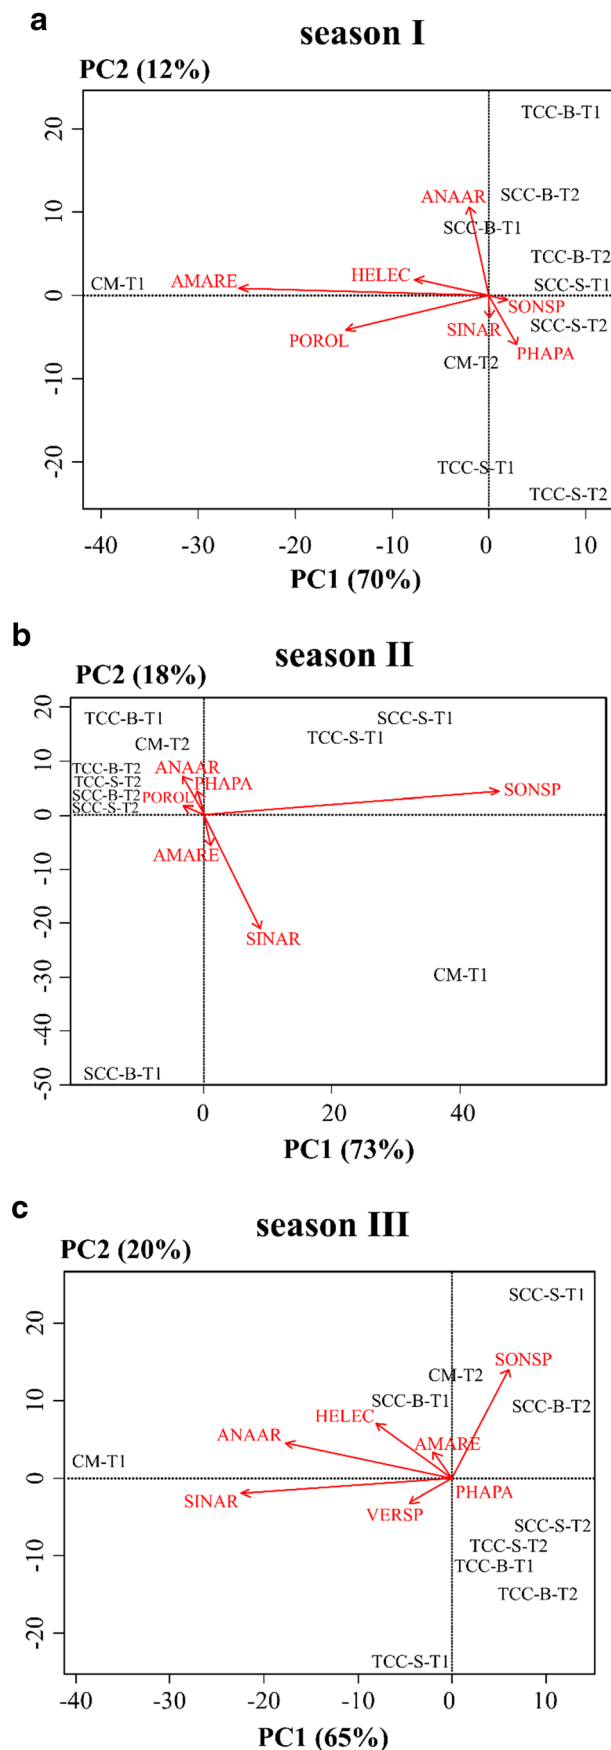 a
season I
PC2 (12%)
TCC-B-T1
20
ANAAR
SCC-B-T2
10
SCC-B-T1
TCC-B-T2
HELEC
AMARE
CM-T1
SCC-S-T1
0
SONSP
SCC-S-T2
SINAR
POROL
PHAPA
CM-T2
-10
TCC-S-T1
-20
TCC-S-T2
-40 -30 -20 -10 0 10
PC1 (70%)
b
season II
PC2 (18%)
20
TCC-B-T1
SCC-S-T1
TCC-S-T1
CM-T2
TCC-B-T2
ANAAR
10
TCC-S-T2
PHAPA
SONSP
SCC-B-T2
POROL
SCC-S-T2
0
AMARE
-10
-20
SINAR
CM-T1
-30
-40
SCC-B-T1
-50
0 20 40
PC1 (73%)
c
season III
PC2 (20%)
SCC-S-T1
20
SONSP
CM-T2
SCC-B-T1
SCC-B-T2
10
HELEC
ANAAR
AMARE
CM-T1
0
PHAPA
SINAR
VERSP
SCC-S-T2
TCC-S-T2
-10
TCC-B-T1
TCC-B-T2
-20
TCC-S-T1
-40 -30 -20 -10 0 10
PC1 (65%)